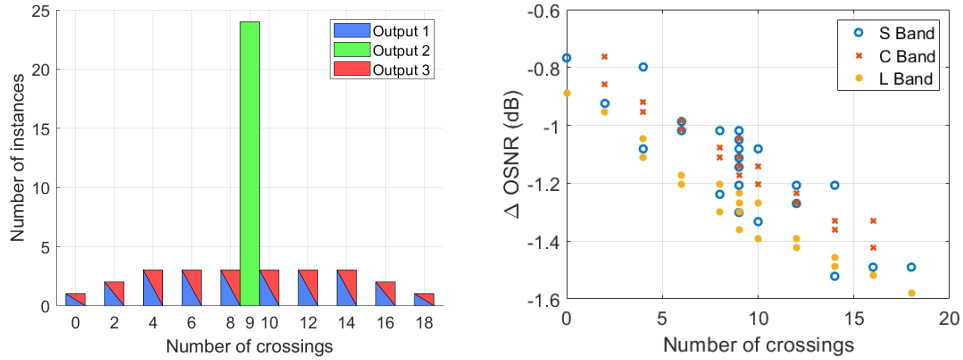 25
20
15
10
5
0
Number of instances
Output 1
Output 2
Output 3
0 2 4 6 8 9 10 12 14 16 18
Number of crossings
-0.6
-0.8
-1
-1.2
-1.4
-1.6
Δ OSNR (dB)
S Band
C Band
L Band
0 5 10 15 20
Number of crossings